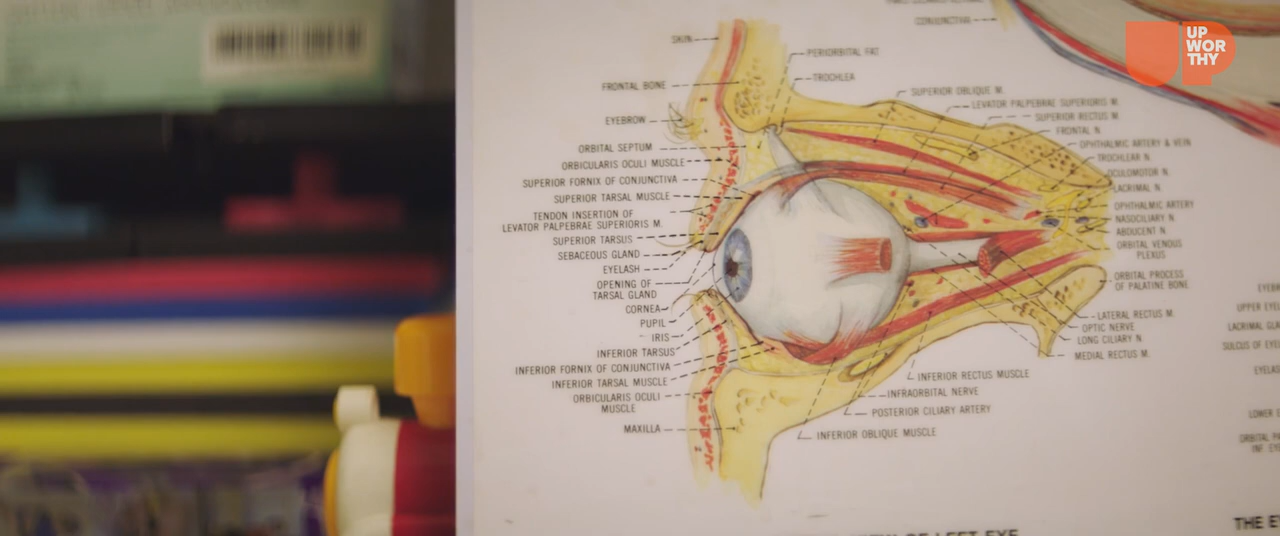 CONJUNCTIVA
UP
WOR
THY
SKIN
PERIORBITAL FAT
TROCHLEA
FRONTAL BONE
SUPERIOR OBLIQUE M.
LEVATOR PALPEBRAE SUPERIORIS M.
SUPERIOR RECTUS M.
EYEBROW
FRONTAL N.
OPHTHALMIC ARTERY & VEIN
ORBITAL SEPTUM
TROCHLEAR N.
ORBICULARIS OCULI MUSCLE
OCULOMOTOR N.
SUPERIOR FORNIX OF CONJUNCTIVA
LACRIMAL N.
SUPERIOR TARSAL MUSCLE
OPHTHALMIC ARTERY
TENDON INSERTION OF
LEVATOR PALPEBRAE SUPERIORIS M.
NASOCILIARY N.
ABDUCENT N.
SUPERIOR TARSUS
ORBITAL VENOUS
PLEXUS
SEBACEOUS GLAND
EYELASH
ORBITAL PROCESS
OF PALATINE BONE
OPENING OF
TARSAL GLAND
CORNEA
PUPIL
LATERAL RECTUS M.
OPTIC NERVE
IRIS
LONG CILIARY N.
INFERIOR TARSUS
MEDIAL RECTUS M.
INFERIOR FORNIX OF CONJUNCTIVA
INFERIOR TARSAL MUSCLE
INFERIOR RECTUS MUSCLE
ORBICULARIS OCULI
MUSCLE
INFRAORBITAL NERVE
POSTERIOR CILIARY ARTERY
MAXILLA
INFERIOR OBLIQUE MUSCLE
OF LEFT EYE
THE